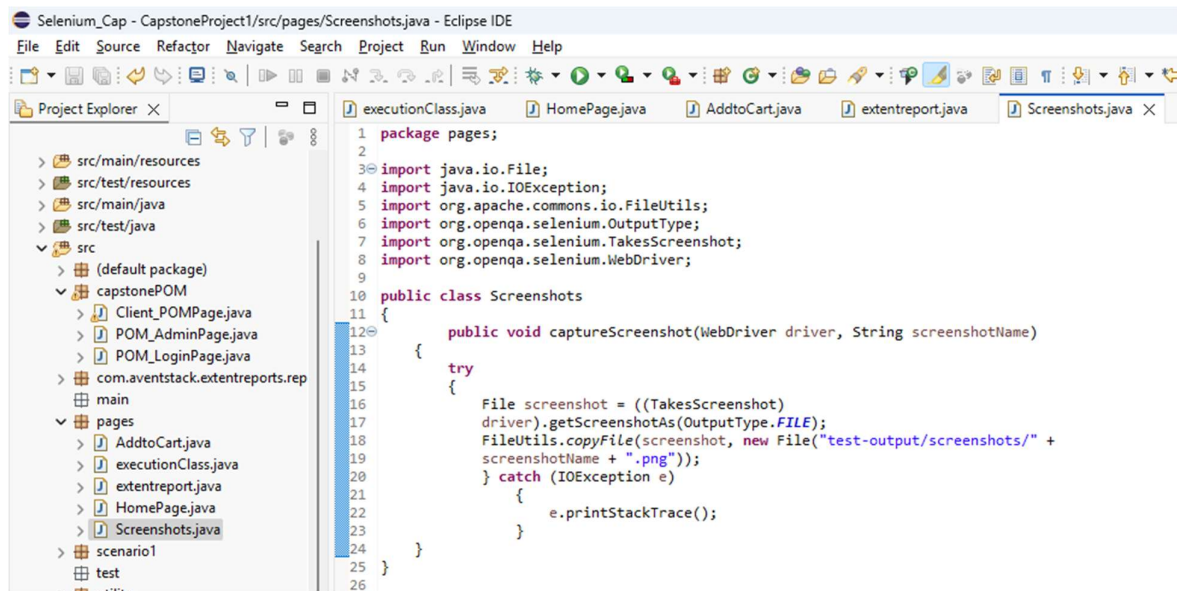 Selenium_Cap - CapstoneProject1/src/pages/Screenshots.java - Eclipse IDE
File Edit Source Refactor Navigate Search Project Run Window Help
Project Explorer
executionClass.java HomePage.java AddtoCart.java extentreport.java Screenshots.java
src/main/resources
src/test/resources
src/main/java
src/test/java
src
(default package)
capstonePOM
Client_POMPage.java
POM_AdminPage.java
POM_LoginPage.java
com.aventstack.extentreports.rep
main
pages
AddtoCart.java
executionClass.java
extentreport.java
HomePage.java
Screenshots.java
scenario1
test
1 package pages;
2
3 import java.io.File;
4 import java.io.IOException;
5 import org.apache.commons.io.FileUtils;
6 import org.openqa.selenium.OutputType;
7 import org.openqa.selenium.TakesScreenshot;
8 import org.openqa.selenium.WebDriver;
9
10 public class Screenshots
11 {
12 public void captureScreenshot(WebDriver driver, String screenshotName)
13 {
14 try
15 {
16 File screenshot = ((TakesScreenshot)
17 driver).getScreenshotAs(OutputType.FILE);
18 FileUtils.copyFile(screenshot, new File("test-output/screenshots/" +
19 screenshotName + ".png"));
20 } catch (IOException e)
21 {
22 e.printStackTrace();
23 }
24 }
25 }
26